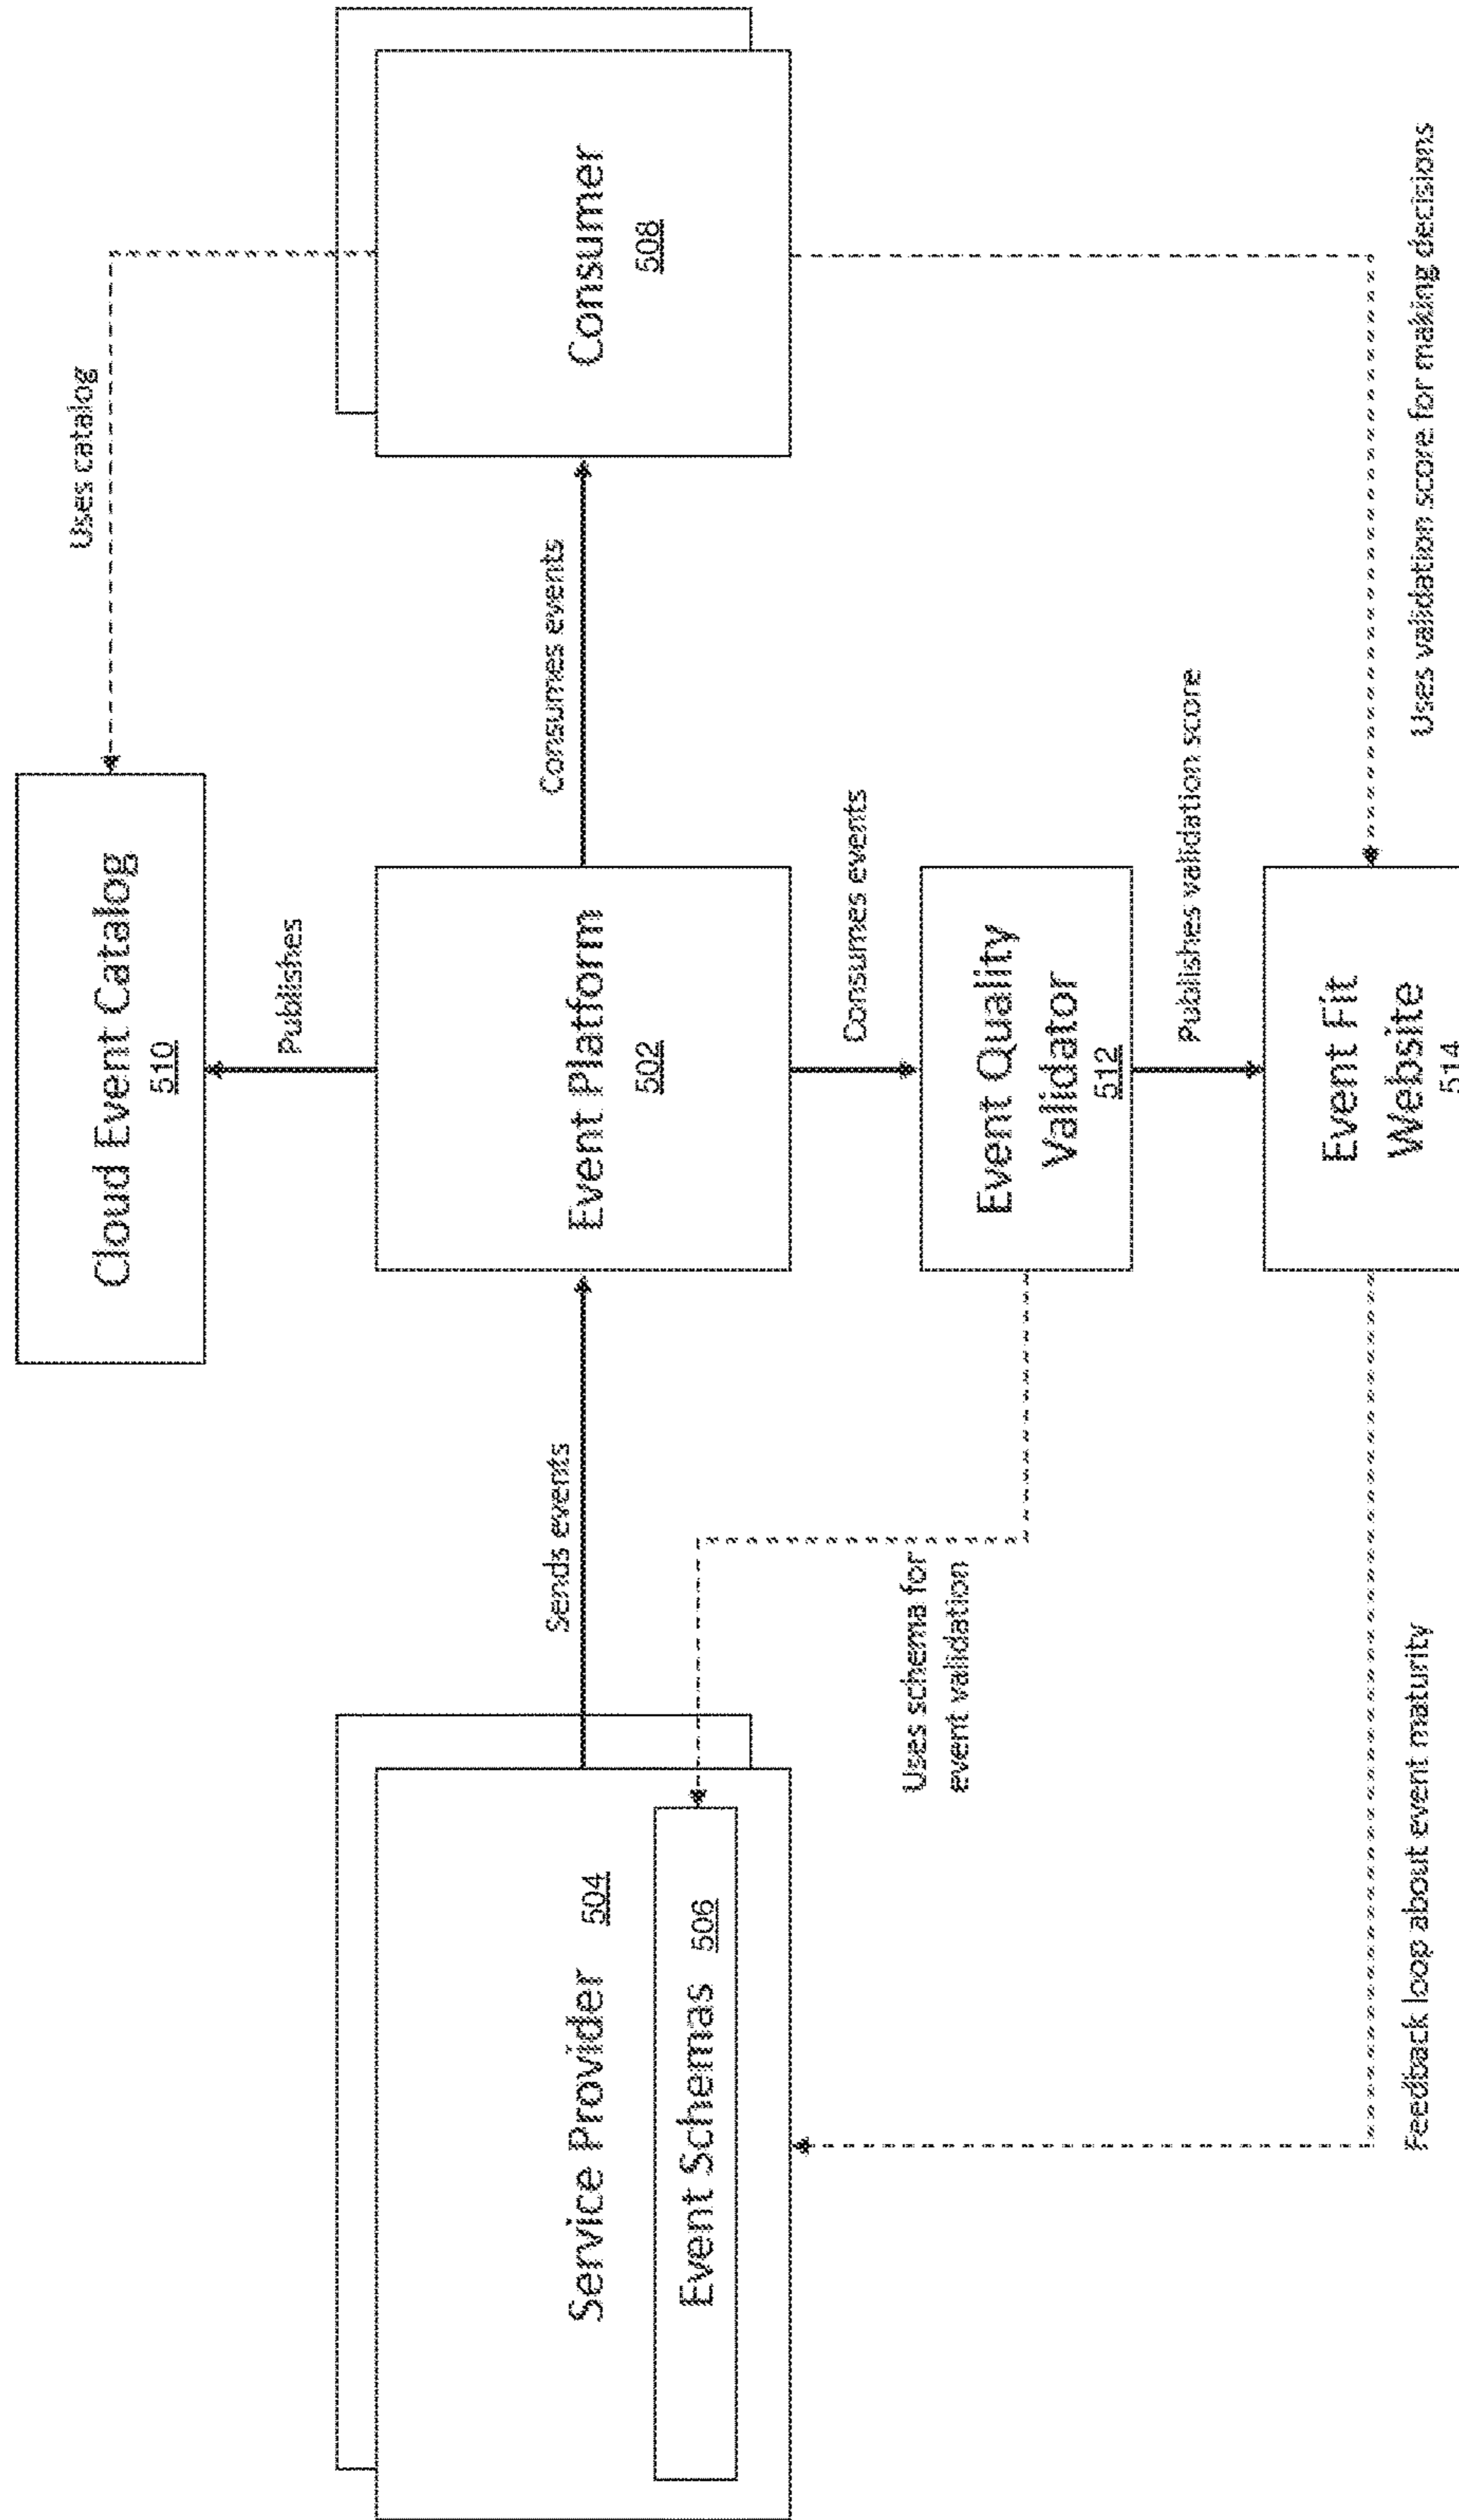 Cloud Event Catalog
510
Uses catalog
Publishes
Service Provider 504
Event Schemas 506
Sends events
Event Platform
502
Consumes events
Consumer
508
Uses schema for
event validation
Consumes events
Event Quality
Validator
512
Publishes validation score
Event Fit
Website
514
Feedback loop about event maturity
Uses validation score for making decisions